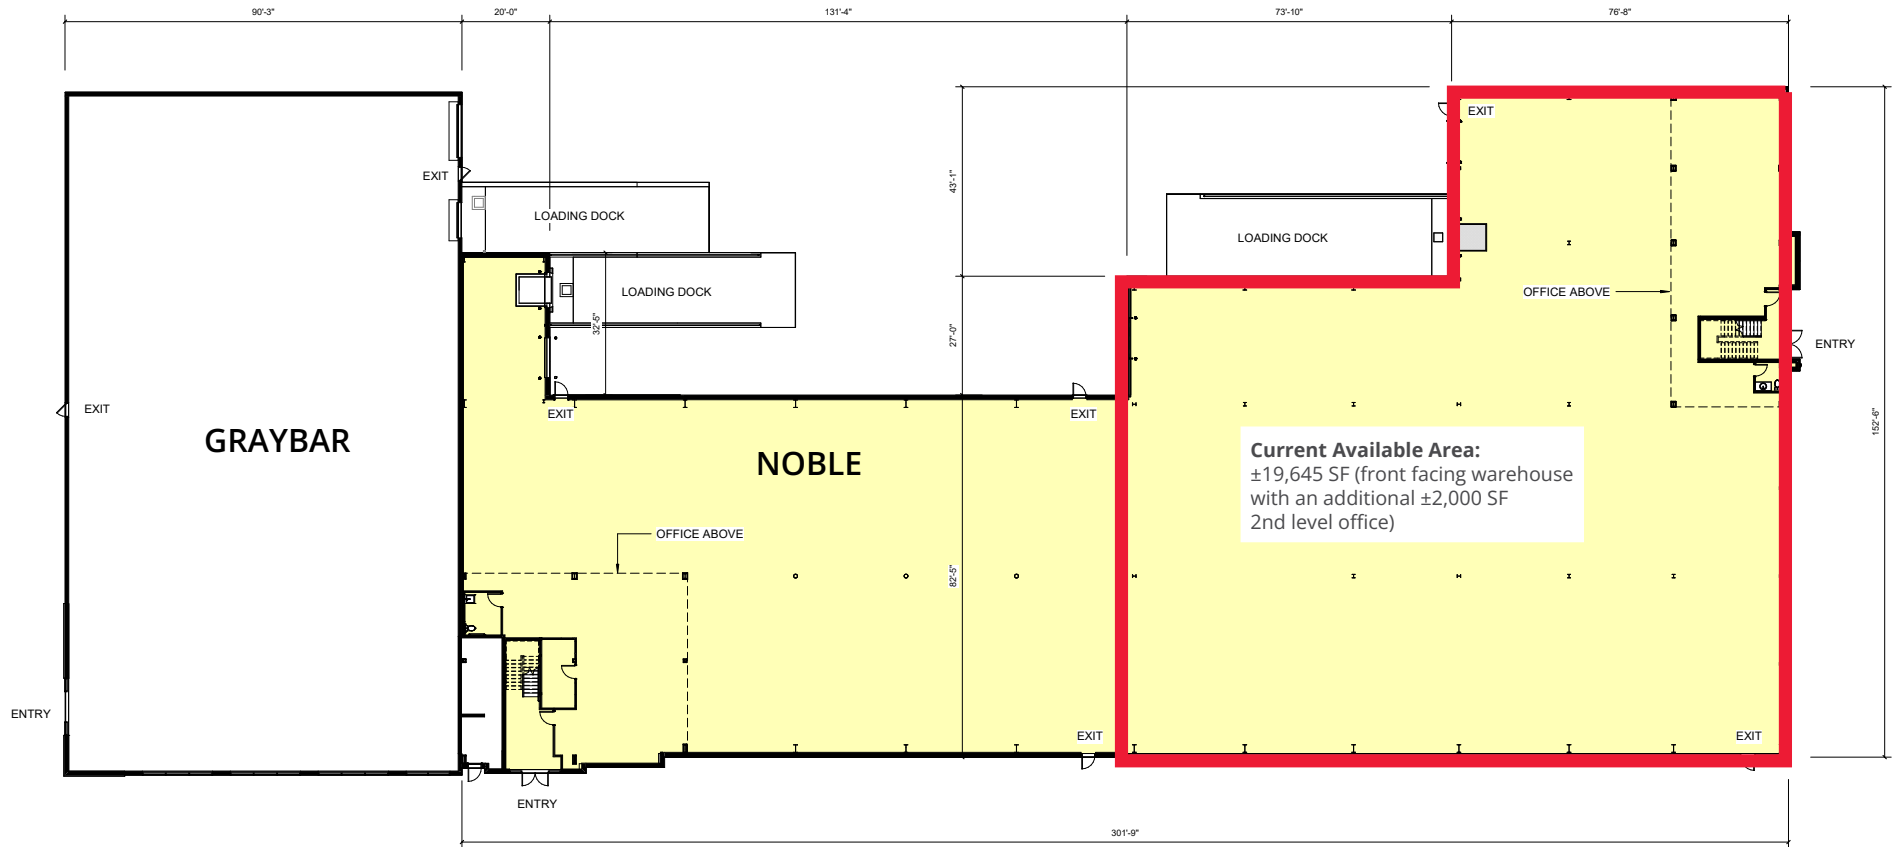 90'-3"
20'-0"
131'-4"
73'-10"
76'-8"
EXIT
EXIT
43'-1"
LOADING DOCK
LOADING DOCK
LOADING DOCK
OFFICE ABOVE
32'-5"
27'-0"
ENTRY
EXIT
EXIT
EXIT
152'-6"
GRAYBAR
NOBLE
Current Available Area:
±19,645 SF (front facing warehouse
with an additional ±2,000 SF
2nd level office)
OFFICE ABOVE
82'-5"
ENTRY
EXIT
EXIT
ENTRY
301'-9"